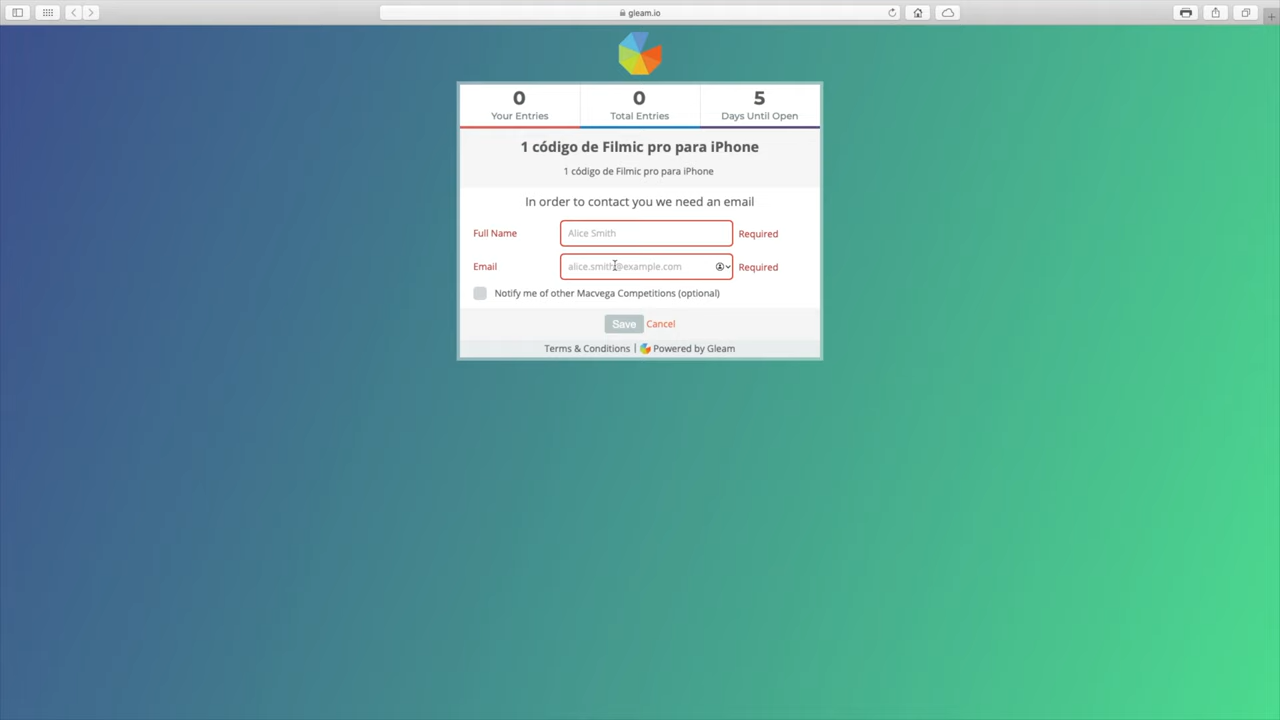 gleam.io
0
Your Entries
0
Total Entries
5
Days Until Open
1 código de Filmic pro para iPhone
1 código de Filmic pro para iPhone
In order to contact you we need an email
Full Name
Alice Smith
Required
Email
alice.smith@example.com
Required
Notify me of other Macvega Competitions (optional)
Save Cancel
Terms & Conditions | Powered by Gleam